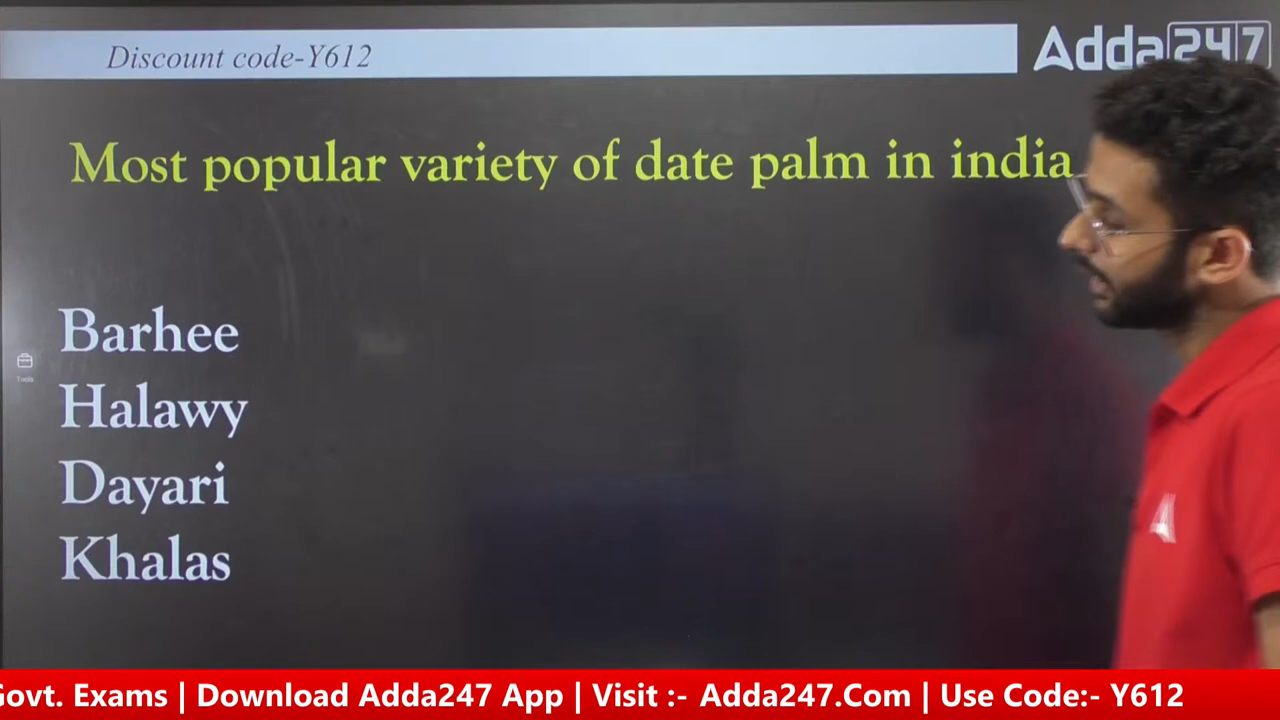 Discount code-Y612
Adda247
Most popular variety of date palm in india
Barhee
Halawy
Dayari
Khalas
Tools
Govt. Exams | Download Adda247 App | Visit :- Adda247.Com | Use Code:- Y612